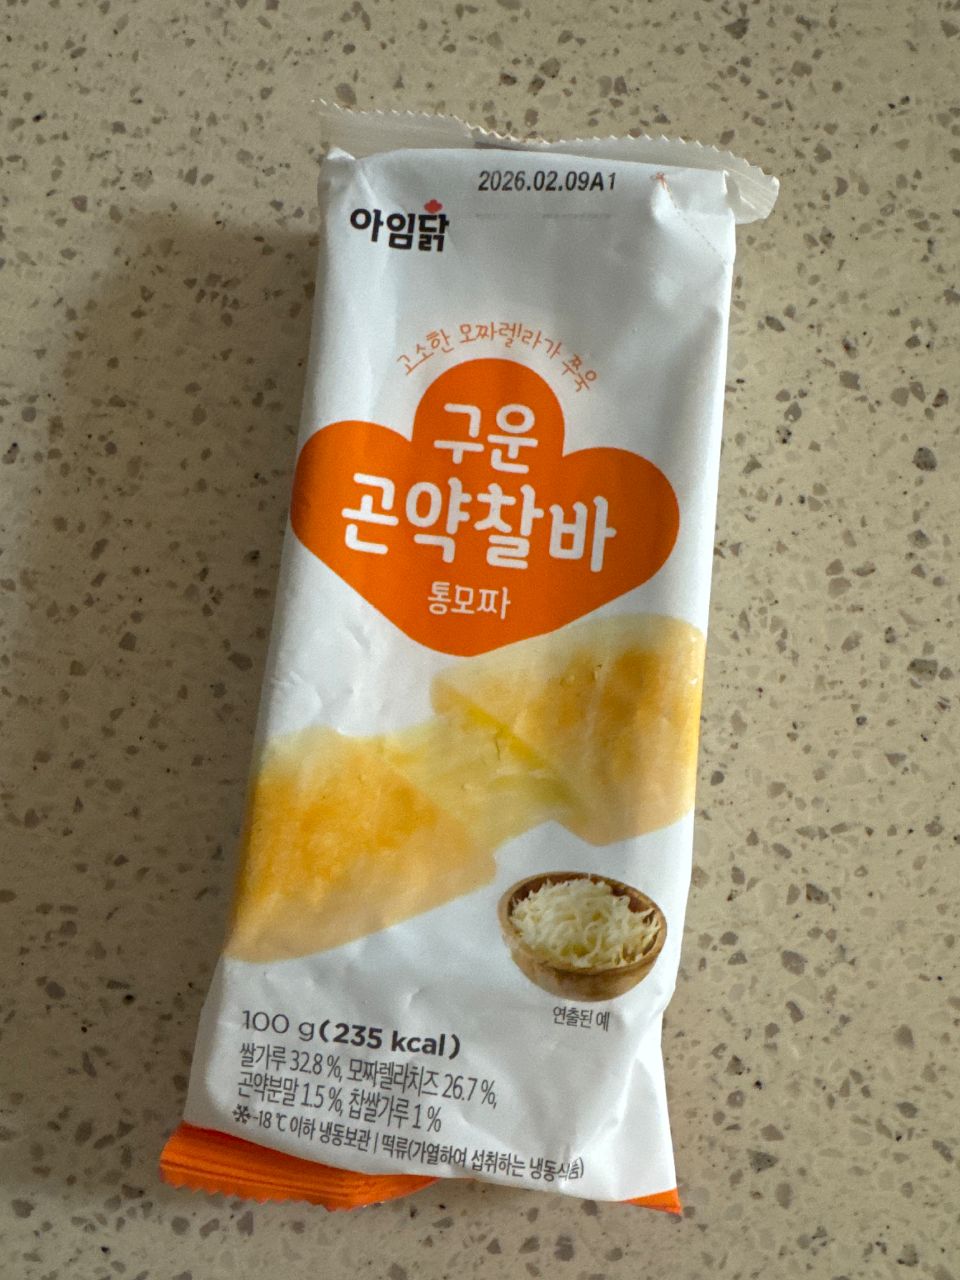 2026.02.09A1
아임닭
고소한 모짜렐라가 쭈욱
구운
곤약찰바
통모짜
연출된 예
100 g(235 kcal)
쌀가루 32.8 %, 모짜렐라치즈 26.7 %,
곤약분말 1.5 %, 찹쌀가루 1 %
-18 ℃ 이하 냉동보관 | 떡류(가열하여 섭취하는 냉동식품)